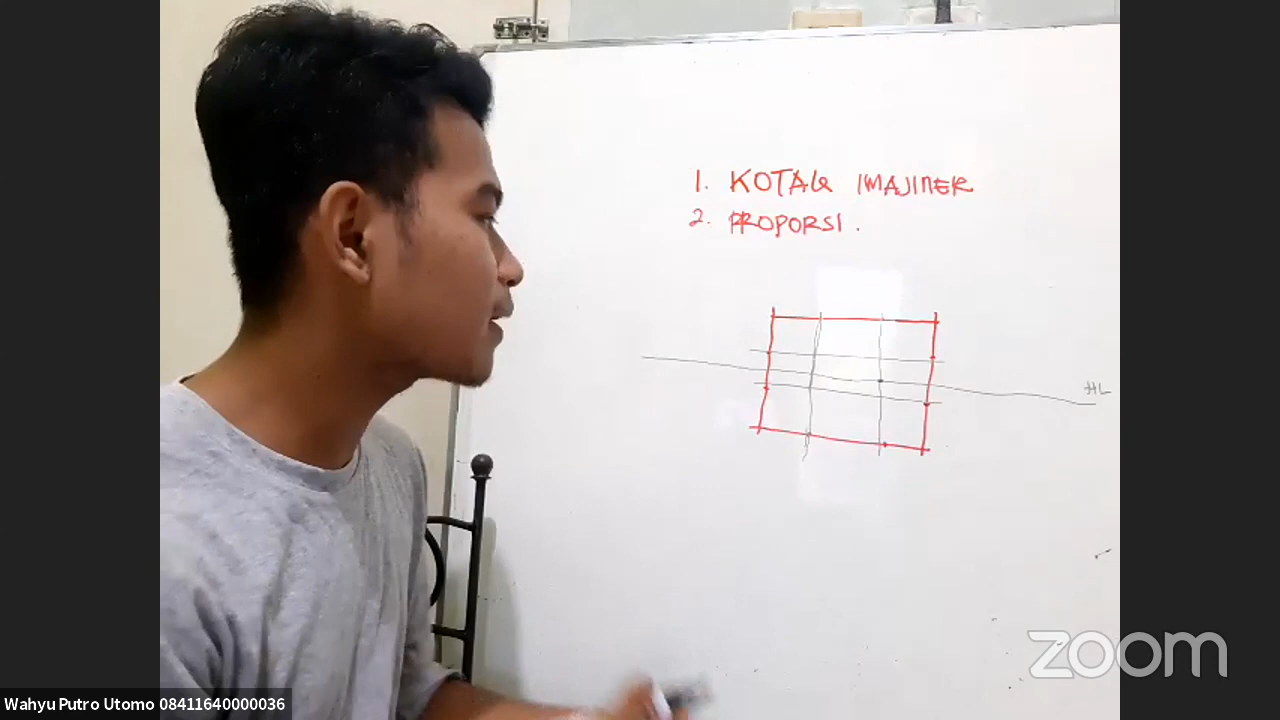 1. KOTAK IMAJINER
2. PROPORSI.
HL
zoom
Wahyu Putro Utomo 08411640000036